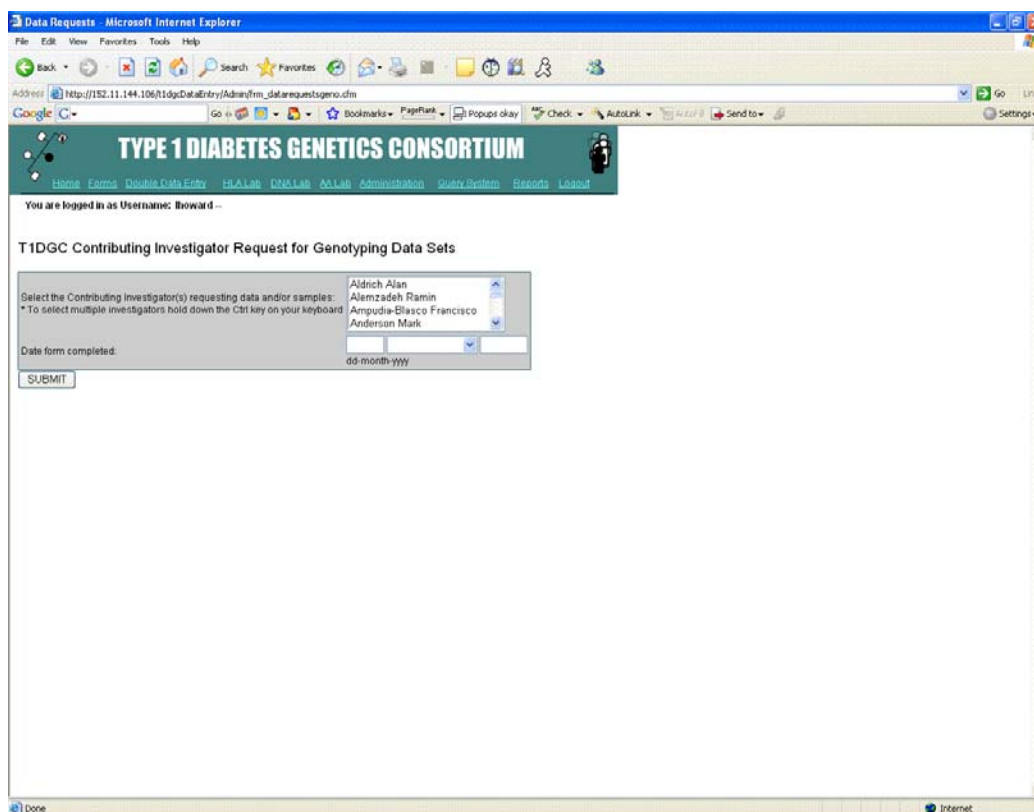 Data Requests - Microsoft Internet Explorer
File Edit View Favorites Tools Help
Back Search Favorites
Address http://152.11.144.106/t1dgcDataEntry/Admin/frm_datarequestsgeno.cfm Go
Google Go Bookmarks PageRank Popups okay Check AutoLink Send to Settings
TYPE 1 DIABETES GENETICS CONSORTIUM
Home Forms Double Data Entry HLA Lab DNA Lab AA Lab Administration Query System Reports Logout
You are logged in as Username: lhoward --
T1DGC Contributing Investigator Request for Genotyping Data Sets
Select the Contributing Investigator(s) requesting data and/or samples:
* To select multiple investigators hold down the Ctrl key on your keyboard
Aldrich Alan
Alemzadeh Ramin
Ampudia-Blasco Francisco
Anderson Mark
Date form completed:
dd-month-yyyy
SUBMIT
Done Internet